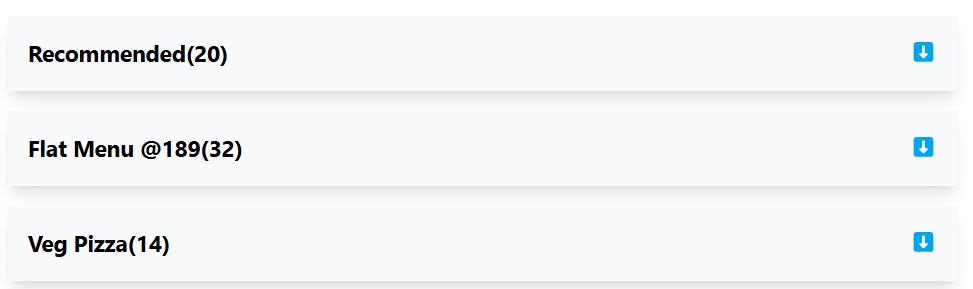 Recommended(20)
Flat Menu @189(32)
Veg Pizza(14)